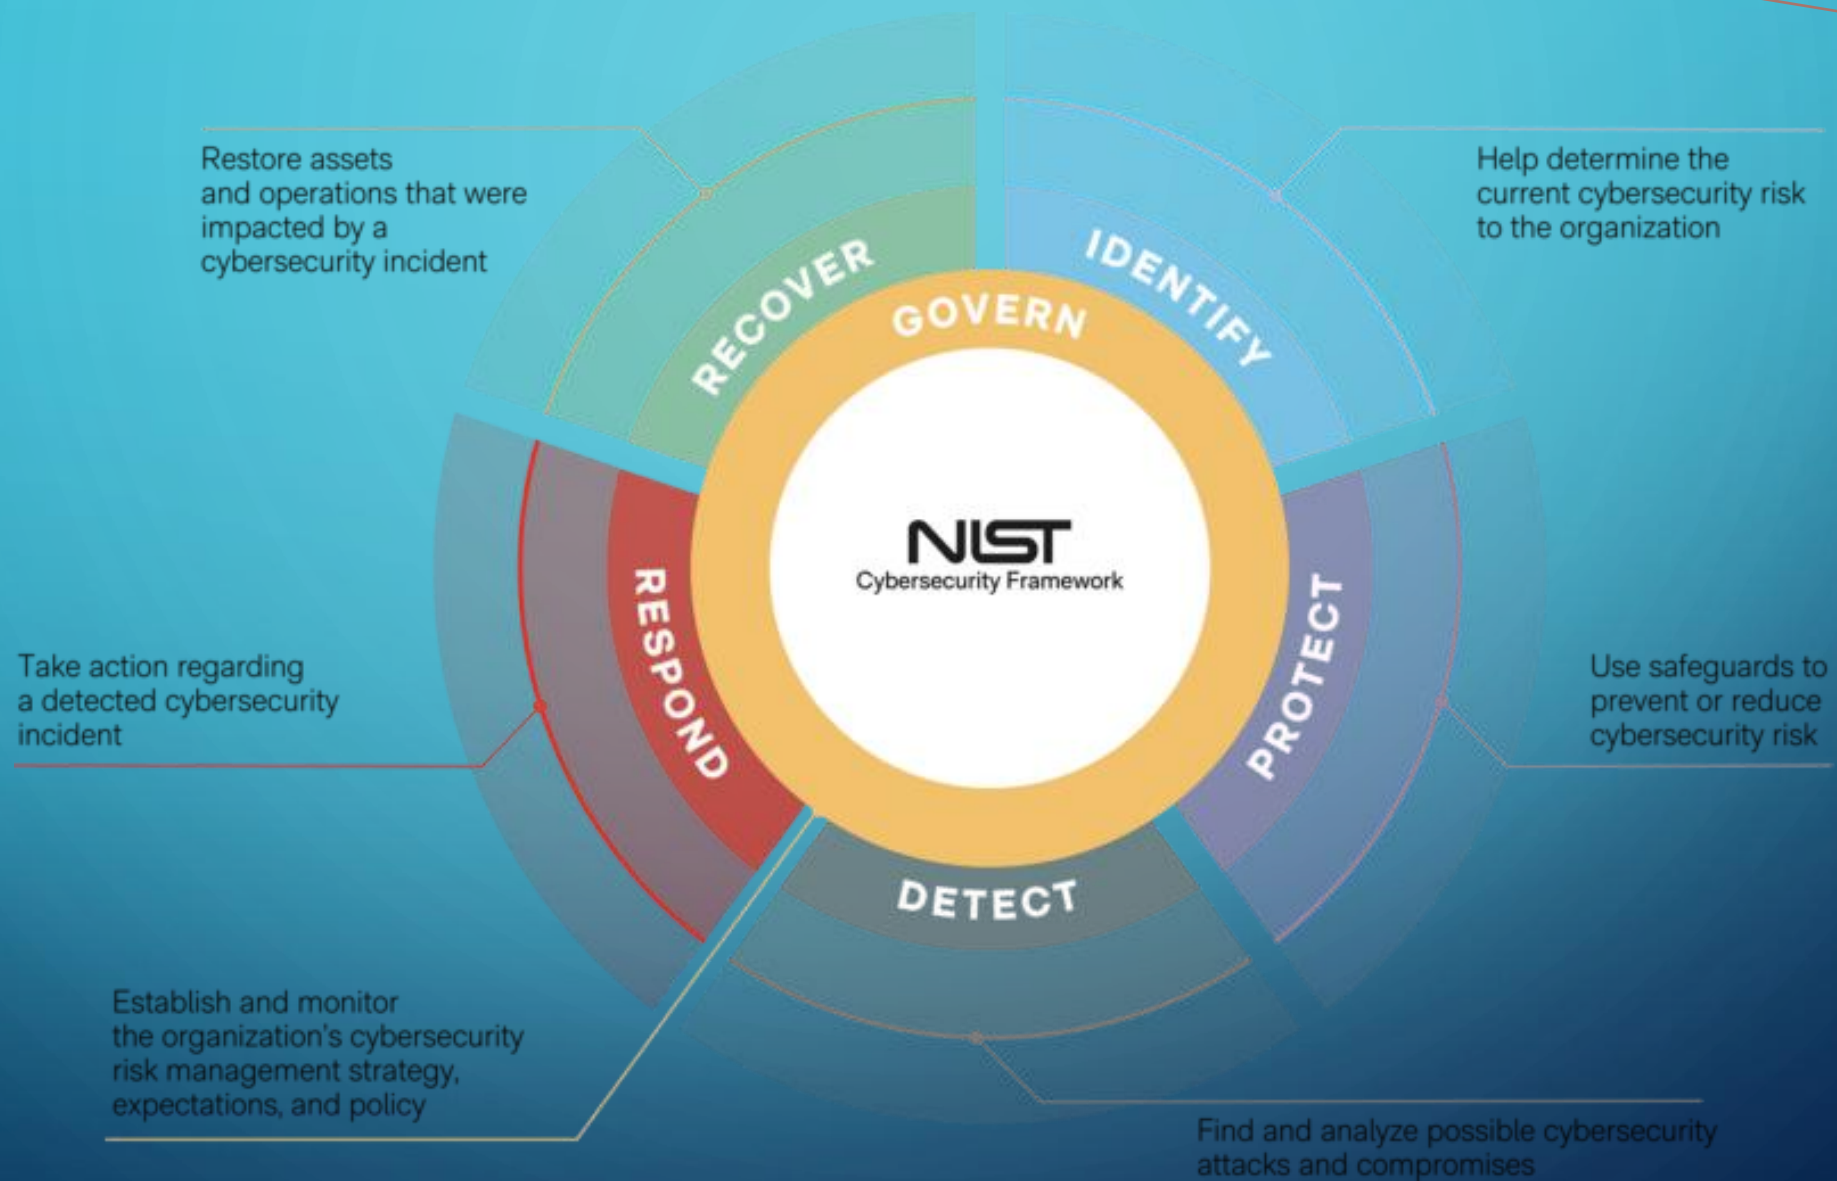 Restore assets
and operations that were
impacted by a
cybersecurity incident
Help determine the
current cybersecurity risk
to the organization
RECOVER
GOVERN
IDENTIFY
NIST
Cybersecurity Framework
RESPOND
PROTECT
DETECT
Take action regarding
a detected cybersecurity
incident
Use safeguards to
prevent or reduce
cybersecurity risk
Establish and monitor
the organization's cybersecurity
risk management strategy,
expectations, and policy
Find and analyze possible cybersecurity
attacks and compromises